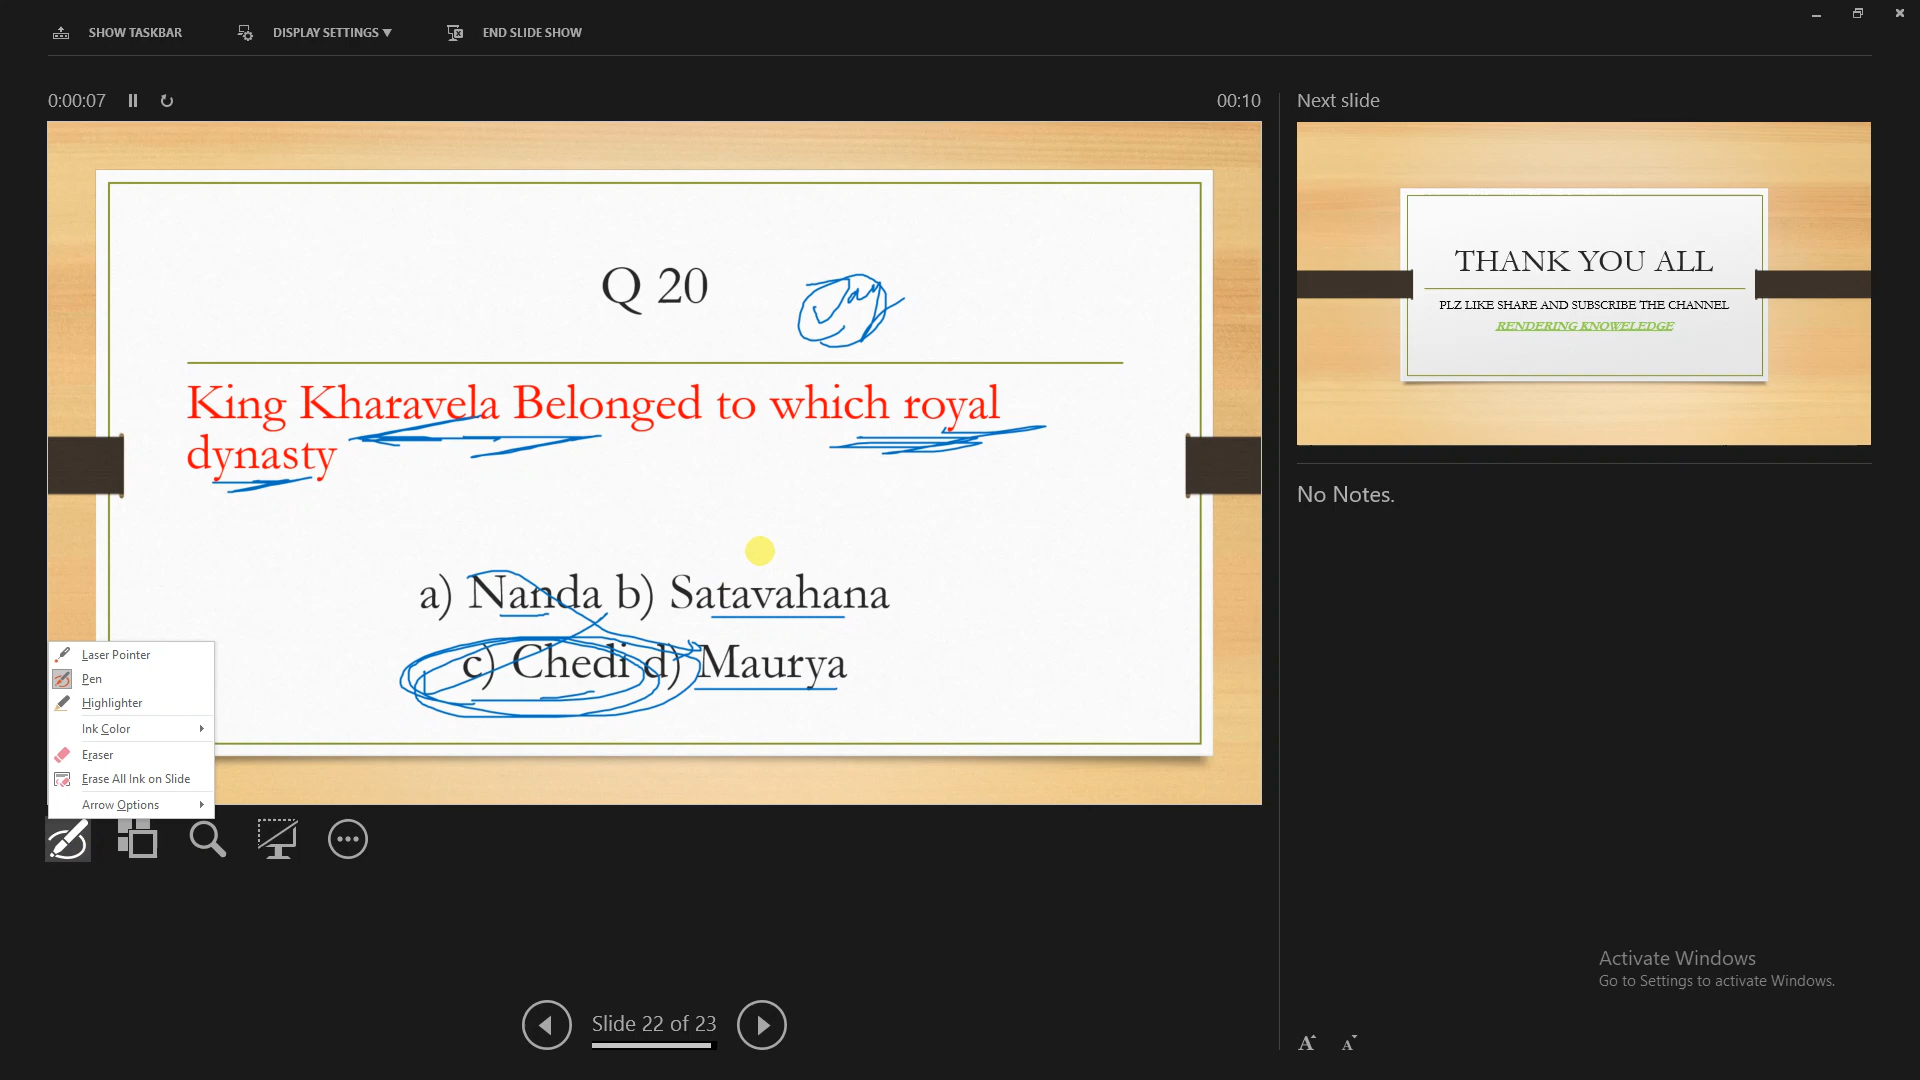 SHOW TASKBAR
DISPLAY SETTINGS ▼
END SLIDE SHOW
0:00:07
00:10
Next slide
Q 20
King Kharavela Belonged to which royal
dynasty
a) Nanda b) Satavahana
c) Chedi d) Maurya
THANK YOU ALL
PLZ LIKE SHARE AND SUBSCRIBE THE CHANNEL
RENDERING KNOWELEDGE
No Notes.
Laser Pointer
Pen
Highlighter
Ink Color
Eraser
Erase All Ink on Slide
Arrow Options
Activate Windows
Go to Settings to activate Windows.
Slide 22 of 23
A A